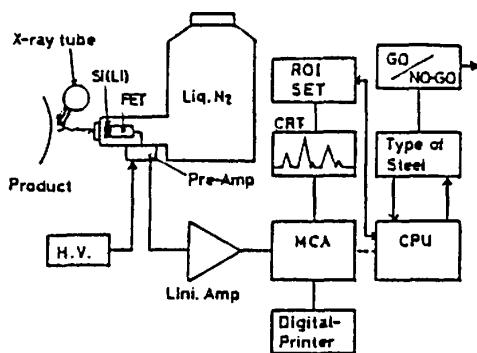 X-ray tube
SI(LI)
FET
Liq. N2
Product
Pre-Amp
H.V.
Lini. Amp
ROI
SET
CRT
MCA
Digital-
Printer
GO
NO-GO
Type of
Steel
CPU